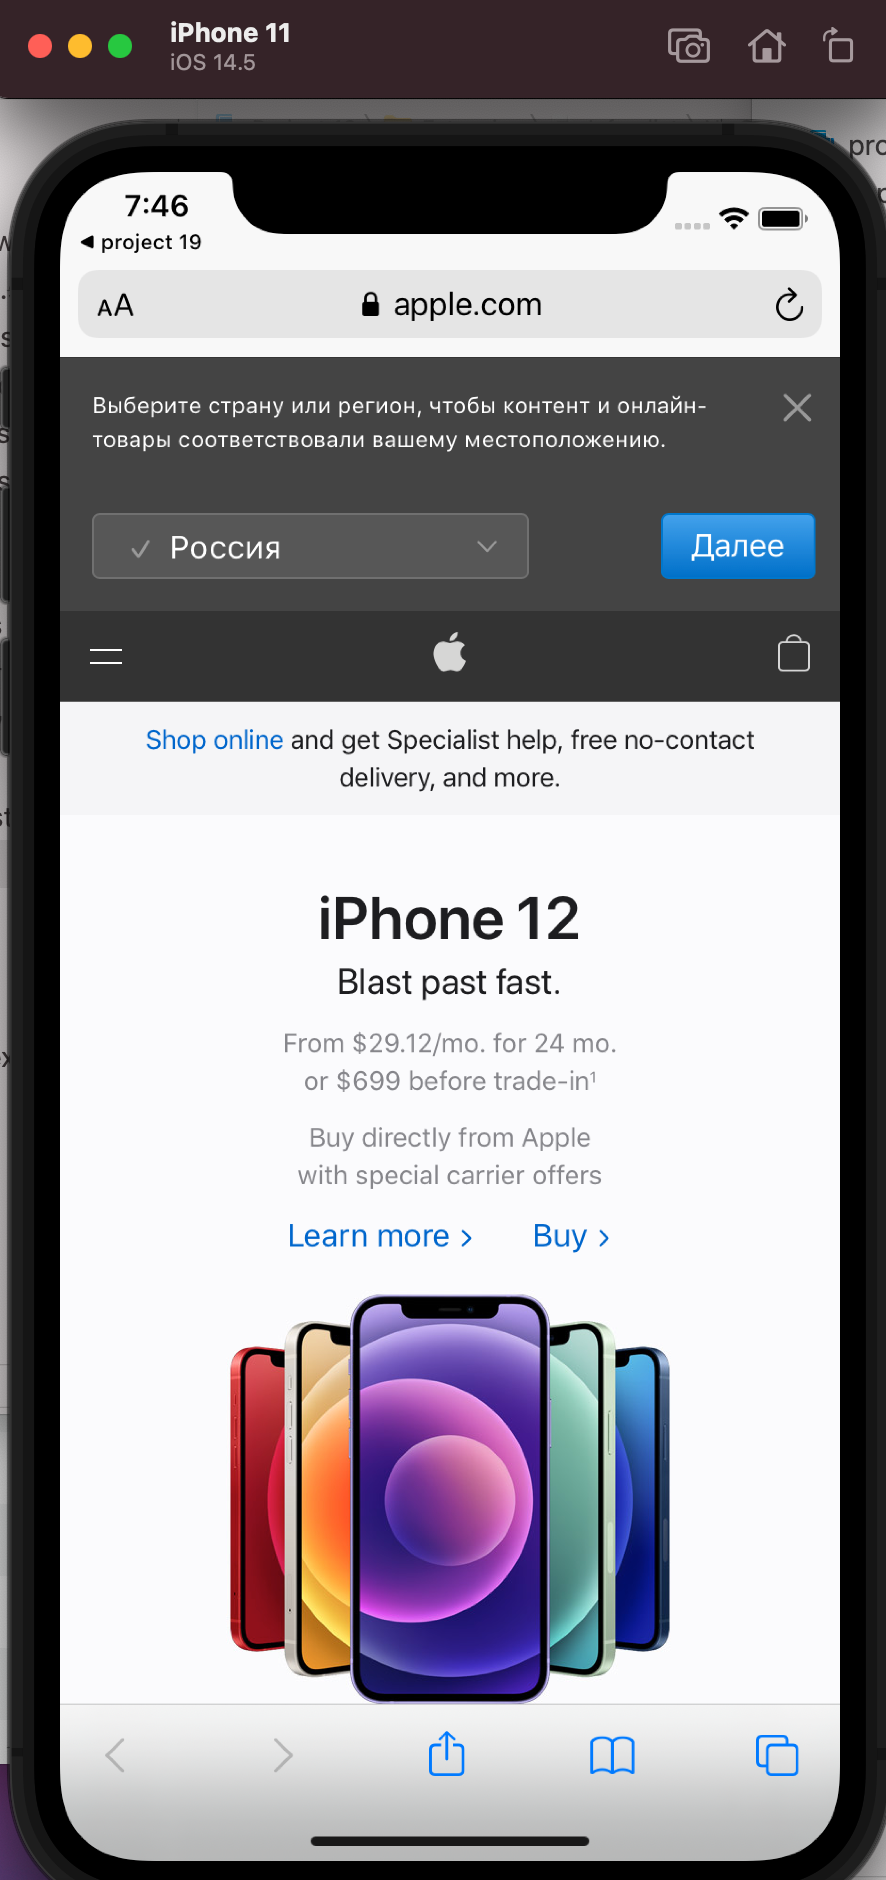 iPhone 11
iOS 14.5
pro
7:46
◀ project 19
AA
apple.com
Выберите страну или регион, чтобы контент и онлайн-
товары соответствовали вашему местоположению.
✓ Россия
Далее
Shop online and get Specialist help, free no-contact
delivery, and more.
iPhone 12
Blast past fast.
From $29.12/mo. for 24 mo.
or $699 before trade-in¹
Buy directly from Apple
with special carrier offers
Learn more >
Buy >